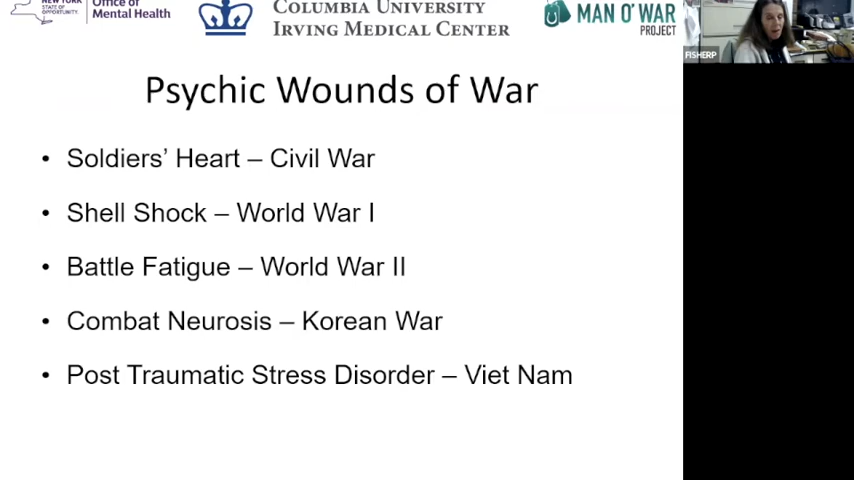 NEW YORK
STATE OF
OPPORTUNITY.
Office of
Mental Health
COLUMBIA UNIVERSITY
IRVING MEDICAL CENTER
MAN O' WAR
PROJECT
FISHERP
Psychic Wounds of War
• Soldiers’ Heart – Civil War
• Shell Shock – World War I
• Battle Fatigue – World War II
• Combat Neurosis – Korean War
• Post Traumatic Stress Disorder – Viet Nam